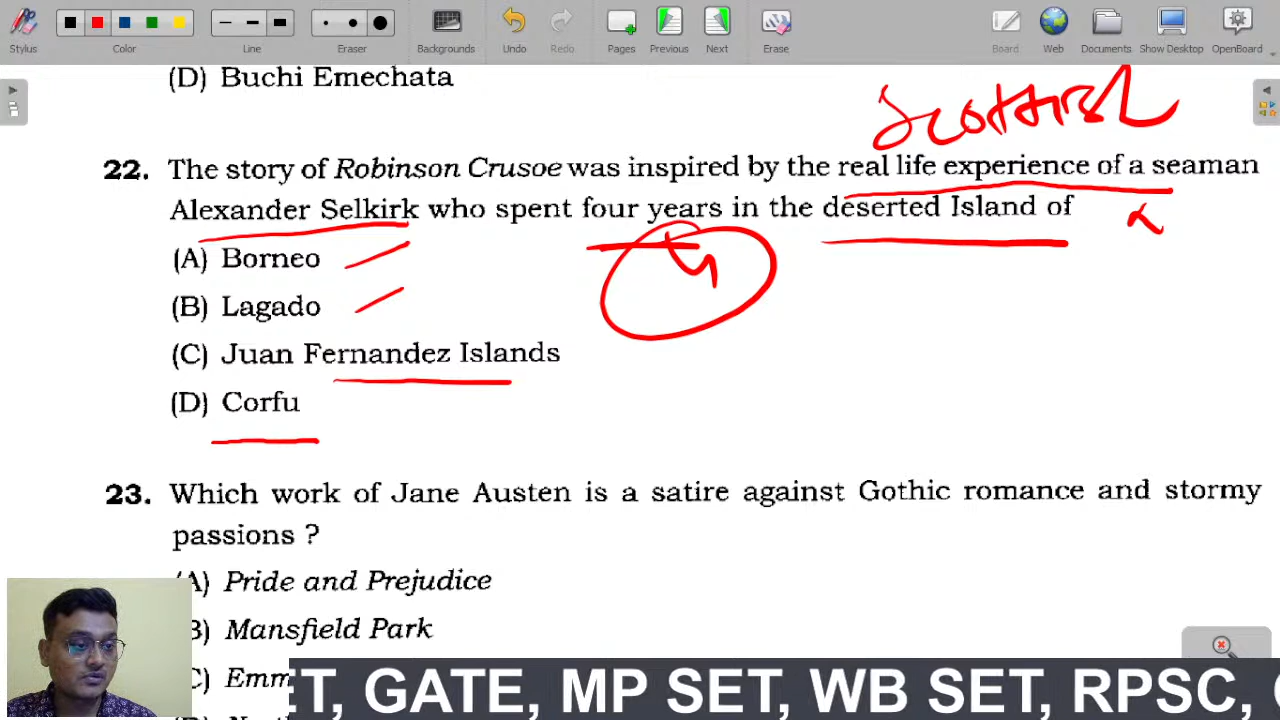 Stylus Color Line Eraser Backgrounds Undo Redo Pages Previous Next Erase Board Web Documents Show Desktop OpenBoard
(D) Buchi Emechata
Scottish
22. The story of Robinson Crusoe was inspired by the real life experience of a seaman
Alexander Selkirk who spent four years in the deserted Island of
4
(A) Borneo
(B) Lagado
(C) Juan Fernandez Islands
(D) Corfu
23. Which work of Jane Austen is a satire against Gothic romance and stormy
passions ?
(A) Pride and Prejudice
B) Mansfield Park
C) Emm
ET, GATE, MP SET, WB SET, RPSC,